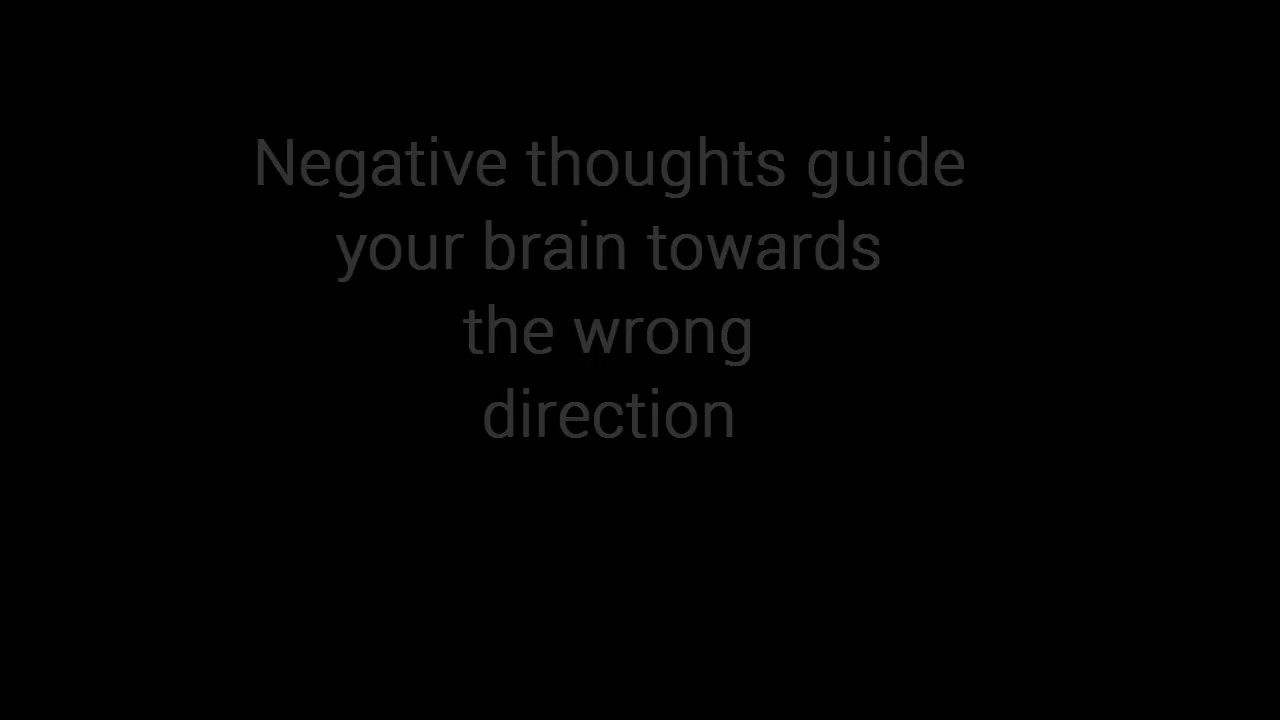 Negative thoughts guide
your brain towards
the wrong
direction